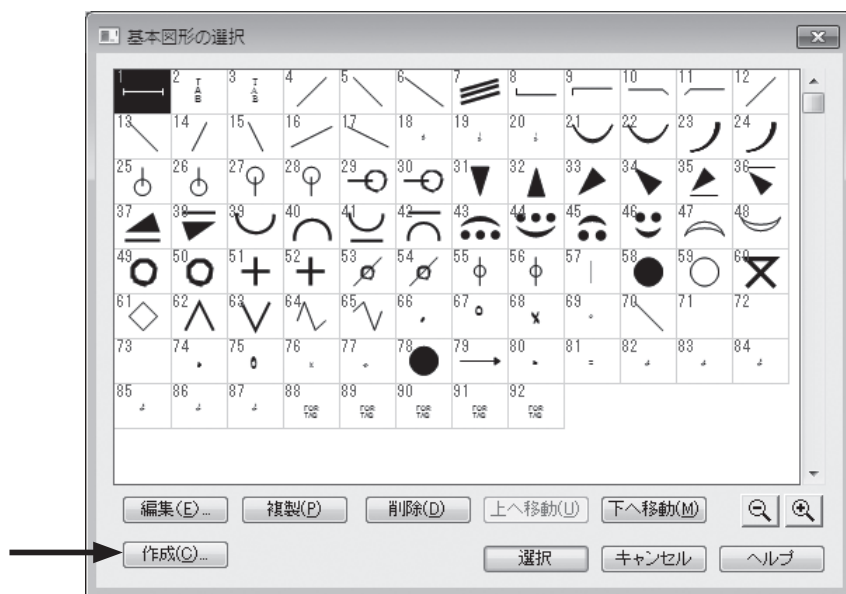 基本図形の選択
1 2 TAB 3 TAB 4 5 6 7 8 9 10 11 12
13 14 15 16 17 18 19 20 21 22 23 24
25 26 27 28 29 30 31 32 33 34 35 36
37 38 39 40 41 42 43 44 45 46 47 48
49 50 51 52 53 54 55 56 57 58 59 60
61 62 63 64 65 66 67 68 69 70 71 72
73 74 75 76 77 78 79 80 81 82 83 84
85 86 87 88 89 90 91 92
編集(E)... 複製(P) 削除(D) 上へ移動(U) 下へ移動(M)
作成(C)... 選択 キャンセル ヘルプ